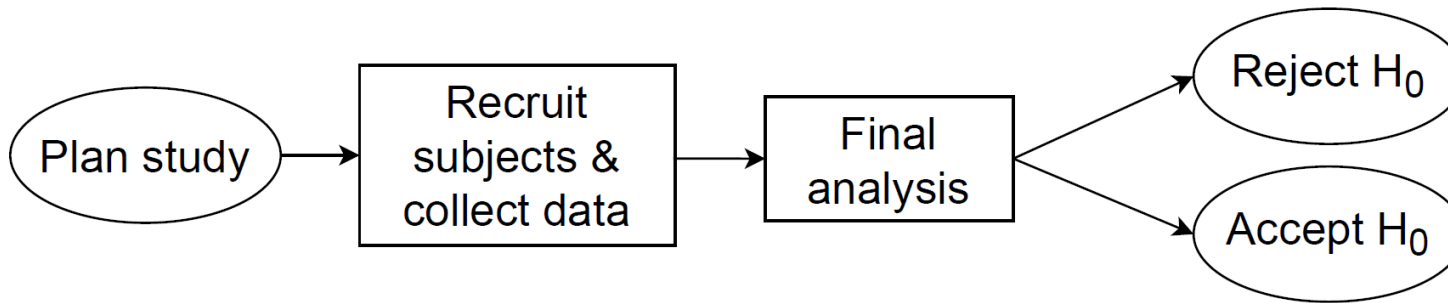 Plan study
Recruit
subjects &
collect data
Final
analysis
Reject H₀
Accept H₀